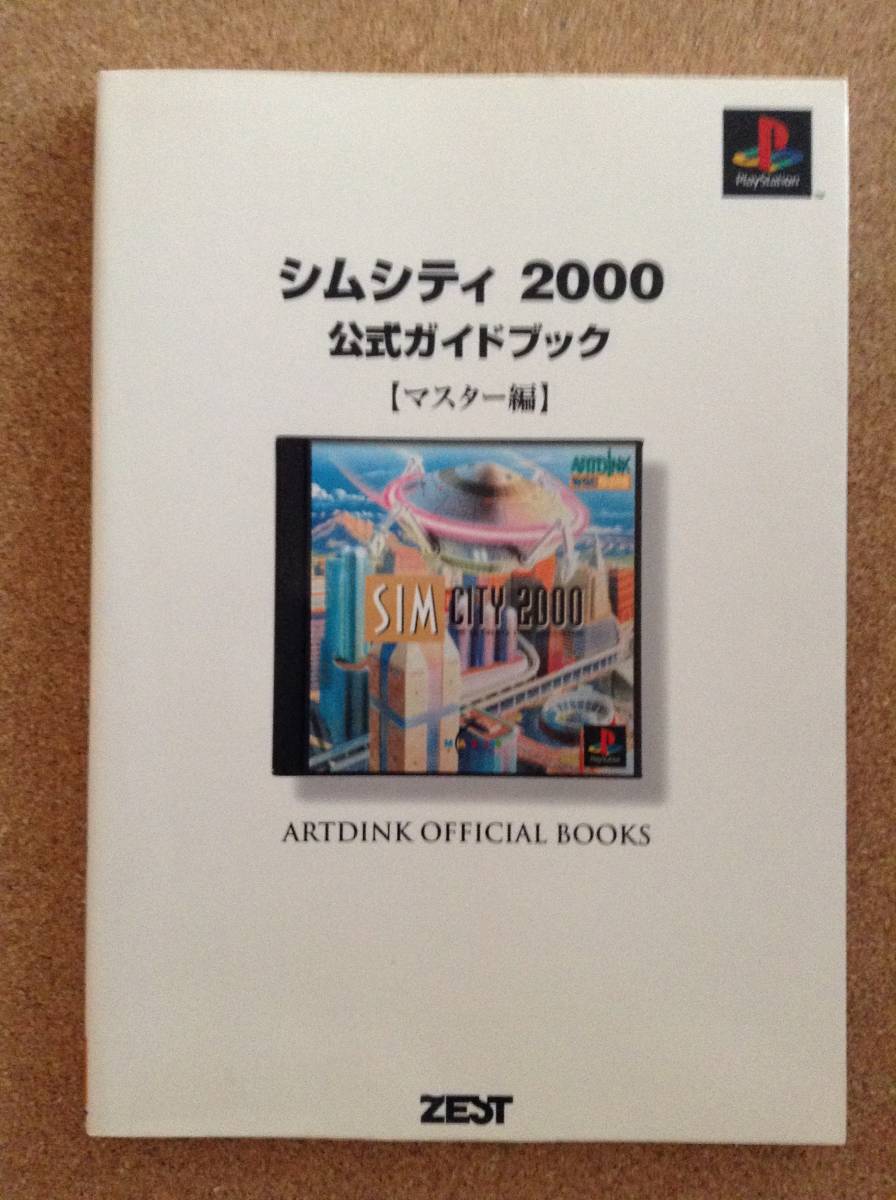 PlayStation
シムシティ 2000
公式ガイドブック
【マスター編】
ARTDINK
SIM CITY 2000
MAXIS
PlayStation
ARTDINK OFFICIAL BOOKS
ZEST